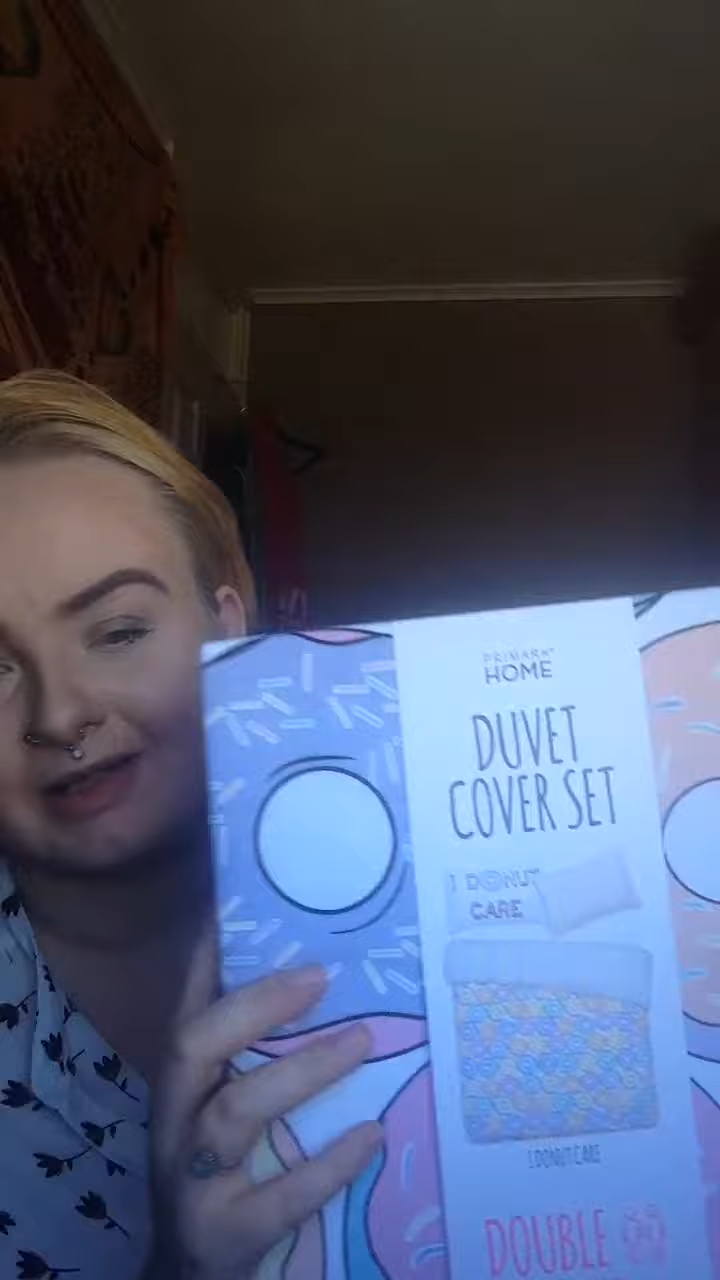 PRIMARK
HOME
DUVET
COVER SET
I DONUT
CARE
I DONUT CARE
DOUBLE